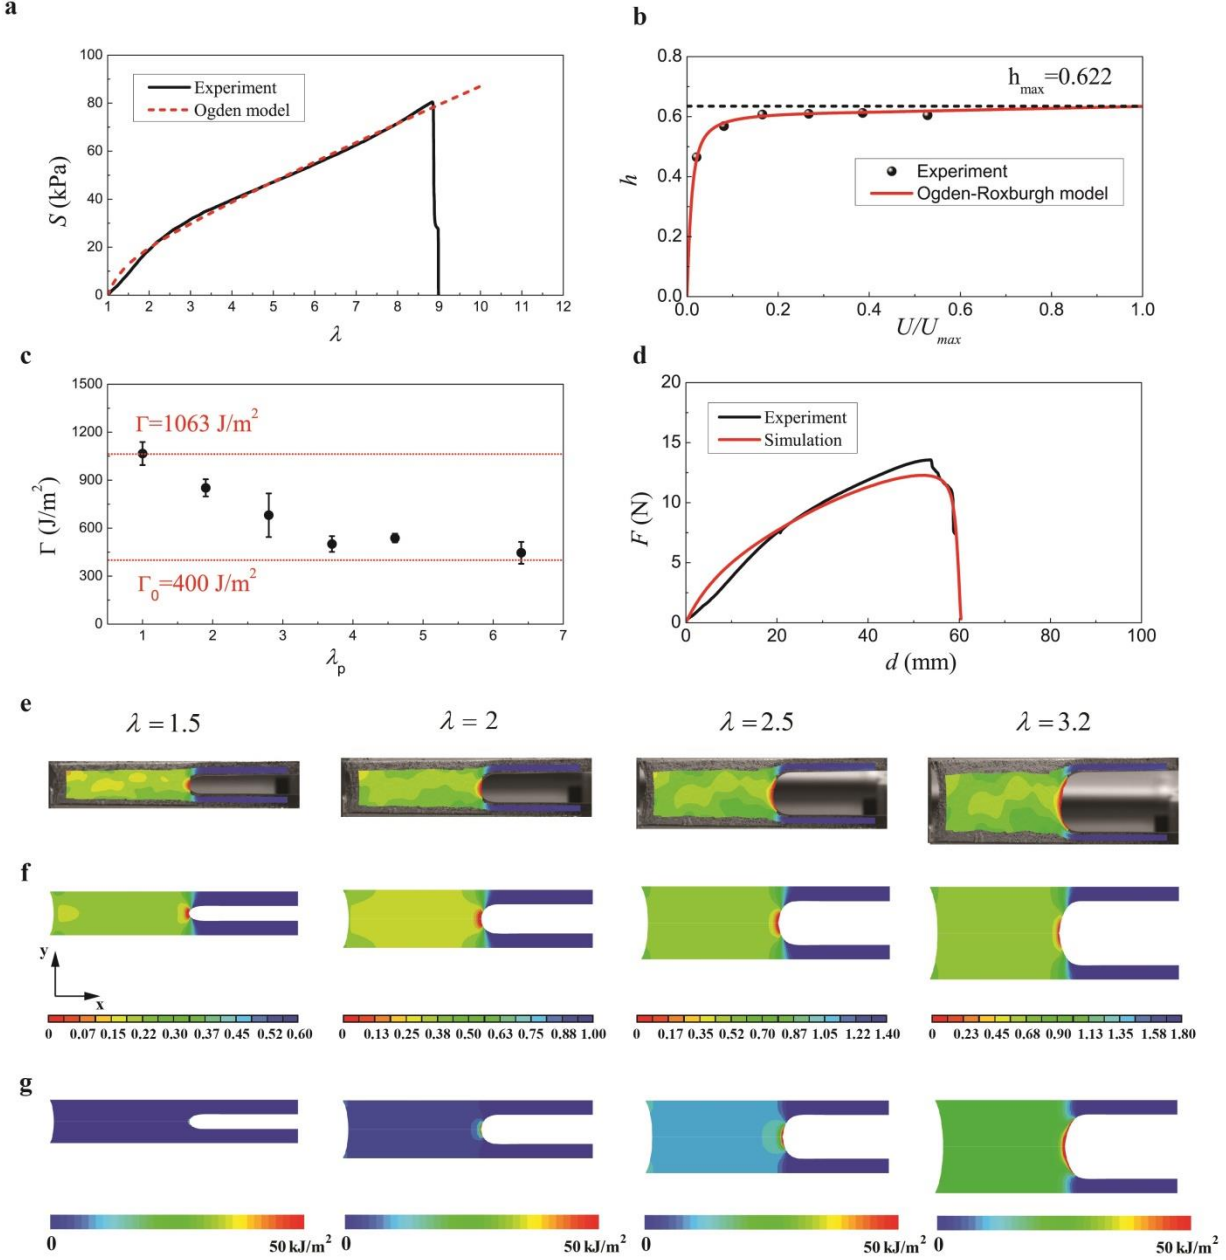 a
100
80
60
40
20
0
S (kPa)
Experiment
Ogden model
1 2 3 4 5 6 7 8 9 10 11 12
λ
b
0.8
0.6
0.4
0.2
0.0
h
h_max=0.622
Experiment
Ogden-Roxburgh model
0.0 0.2 0.4 0.6 0.8 1.0
U/U_max
c
1500
1200
900
600
300
0
Γ (J/m²)
Γ=1063 J/m²
Γ₀=400 J/m²
1 2 3 4 5 6 7
λ_p
d
20
15
10
5
0
F (N)
Experiment
Simulation
0 20 40 60 80 100
d (mm)
e
λ = 1.5 λ = 2 λ = 2.5 λ = 3.2
f
y
x
0 0.07 0.15 0.22 0.30 0.37 0.45 0.52 0.60
0 0.13 0.25 0.38 0.50 0.63 0.75 0.88 1.00
0 0.17 0.35 0.52 0.70 0.87 1.05 1.22 1.40
0 0.23 0.45 0.68 0.90 1.13 1.35 1.58 1.80
g
0 50 kJ/m²
0 50 kJ/m²
0 50 kJ/m²
0 50 kJ/m²